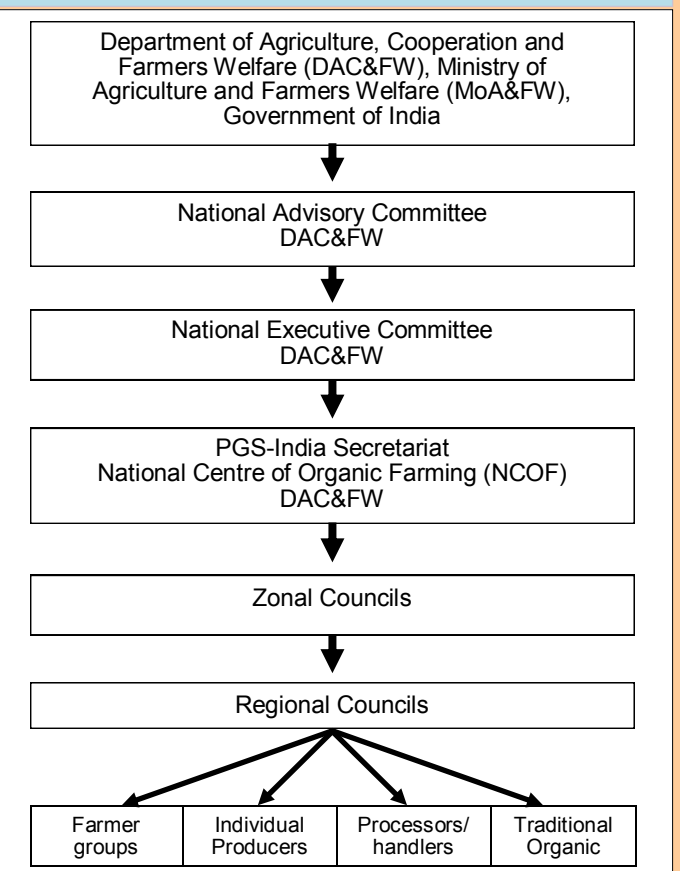 Department of Agriculture, Cooperation and
Farmers Welfare (DAC&FW), Ministry of
Agriculture and Farmers Welfare (MoA&FW),
Government of India
National Advisory Committee
DAC&FW
National Executive Committee
DAC&FW
PGS-India Secretariat
National Centre of Organic Farming (NCOF)
DAC&FW
Zonal Councils
Regional Councils
Farmer
groups
Individual
Producers
Processors/
handlers
Traditional
Organic